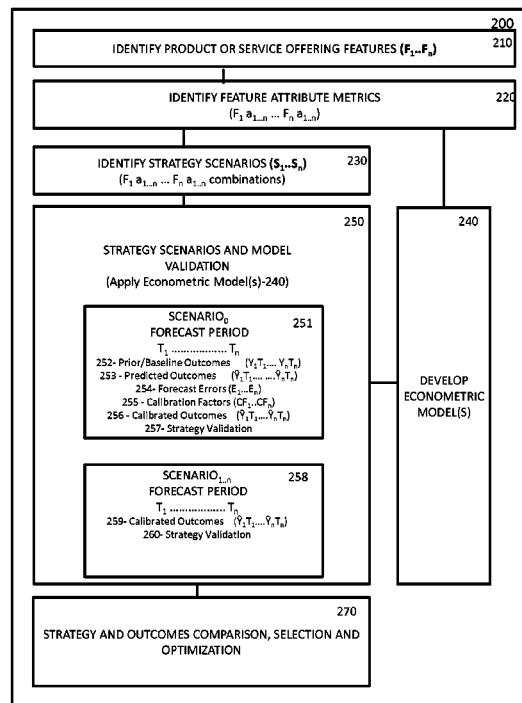 200
IDENTIFY PRODUCT OR SERVICE OFFERING FEATURES (F₁..Fₙ)
210
IDENTIFY FEATURE ATTRIBUTE METRICS
220
(F₁ a₁..ₙ ... Fₙ a₁..ₙ)
IDENTIFY STRATEGY SCENARIOS (S₁..Sₙ)
230
(F₁ a₁..ₙ ... Fₙ a₁..ₙ combinations)
250
STRATEGY SCENARIOS AND MODEL
VALIDATION
(Apply Econometric Model(s)-240)
SCENARIO₀
251
FORECAST PERIOD
T₁ ................... Tₙ
252- Prior/Baseline Outcomes (Y₁T₁.... YₙTₙ)
253 - Predicted Outcomes (Ŷ₁T₁..... ....ŶₙTₙ)
254- Forecast Errors (E₁...Eₙ)
255 - Calibration Factors (CF₁..CFₙ)
256 - Calibrated Outcomes (Ŷ₁T₁....ŶₙTₙ)
257- Strategy Validation
SCENARIO₁..ₙ
258
FORECAST PERIOD
T₁ ................... Tₙ
259- Calibrated Outcomes (Ŷ₁T₁....ŶₙTₙ)
260- Strategy Validation
240
DEVELOP
ECONOMETRIC
MODEL(S)
270
STRATEGY AND OUTCOMES COMPARISON, SELECTION AND
OPTIMIZATION